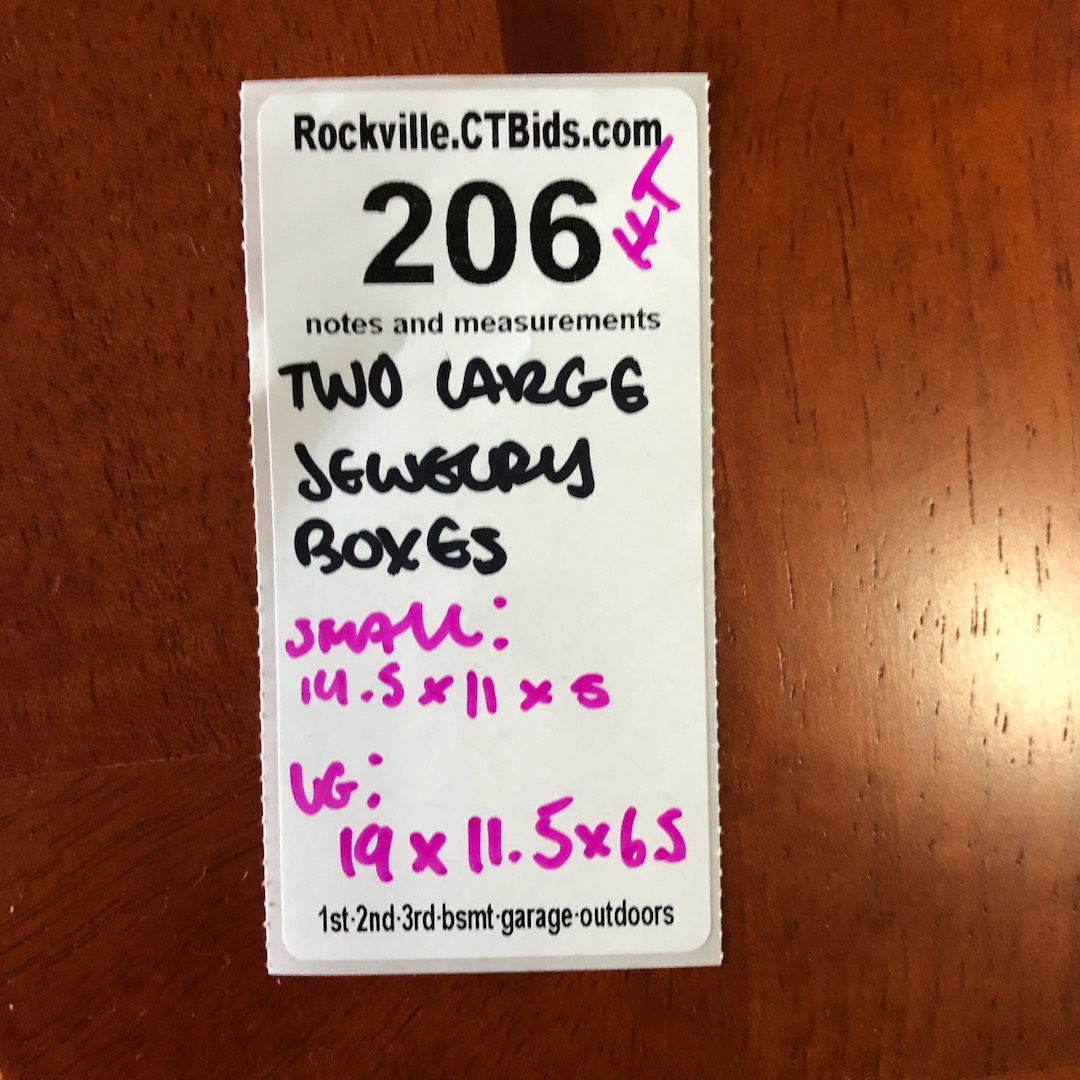 Rockville.CTBids.com
206
HT
notes and measurements
TWO LARGE
JEWELRY
BOXES
SMALL:
14.5 x 11 x 5
LG:
19 x 11.5 x 6 5
1st·2nd·3rd·bsmt·garage·outdoors